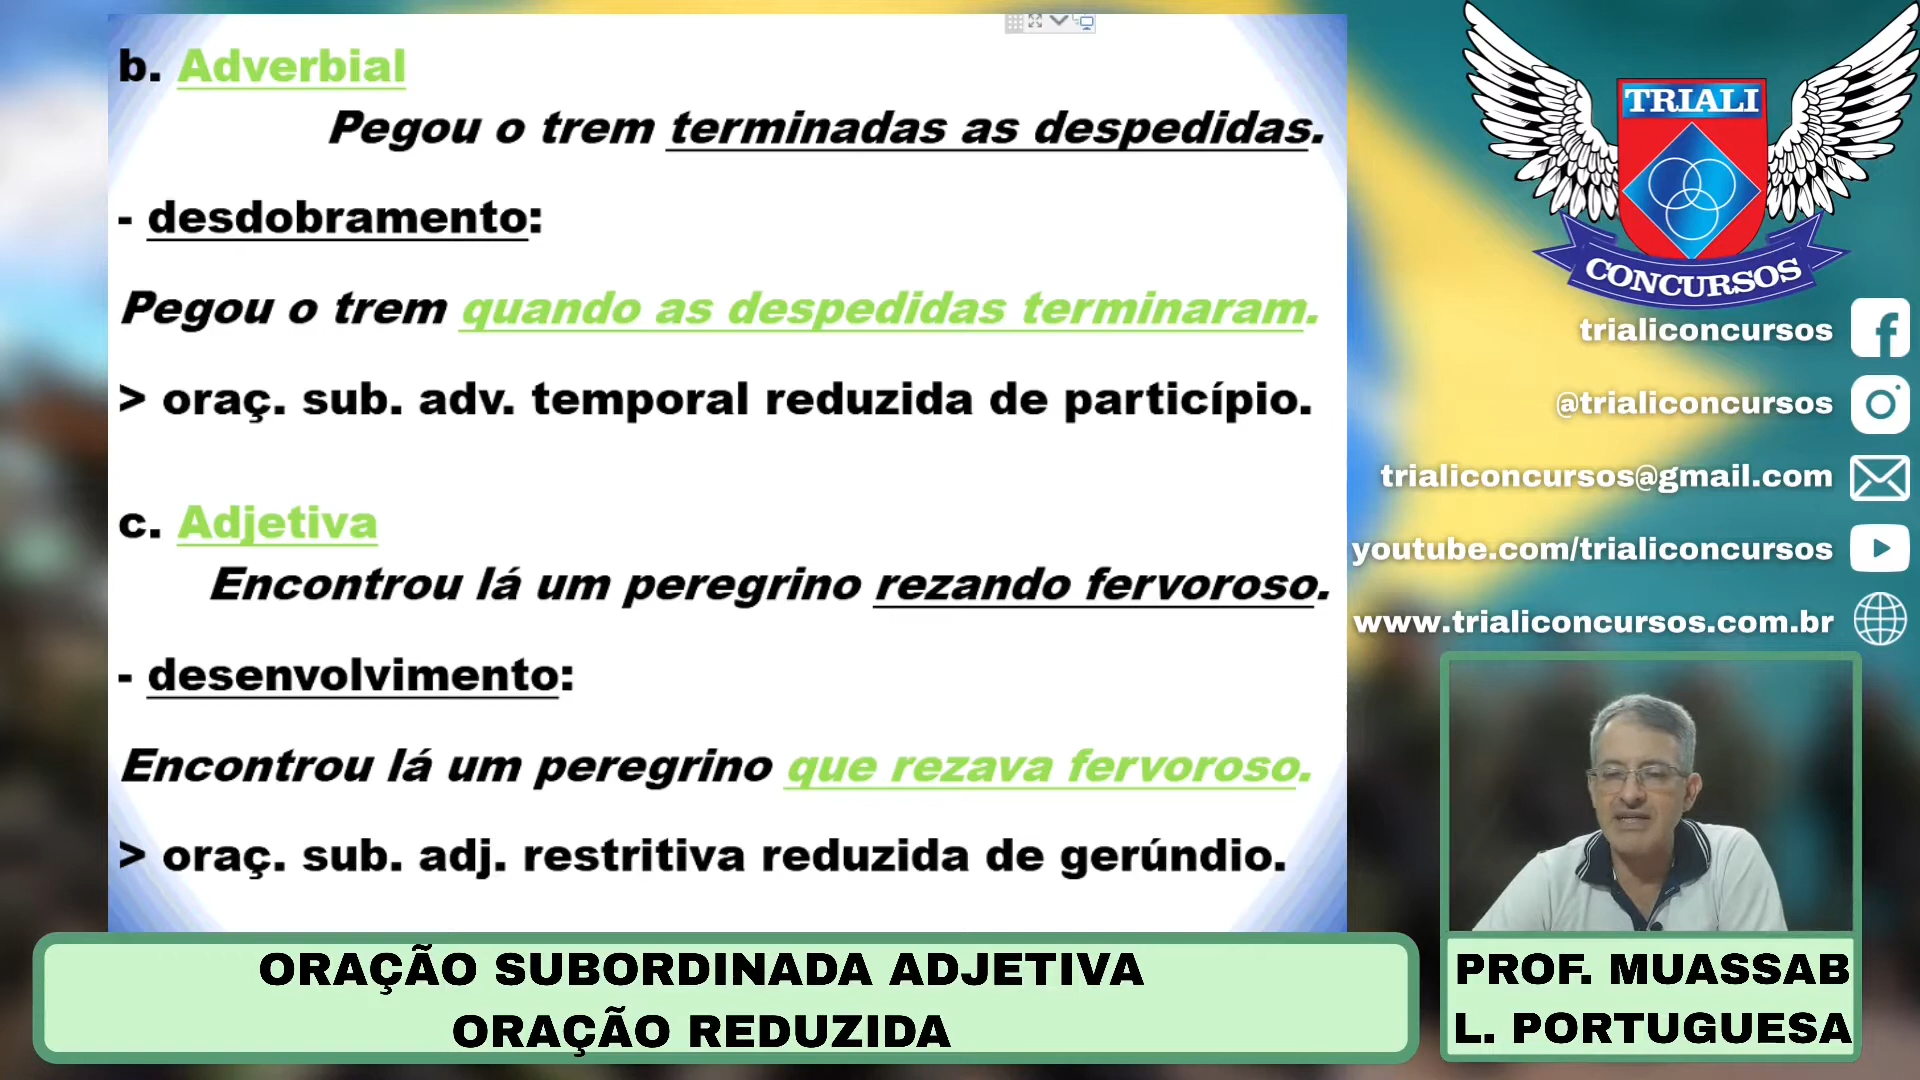 b. Adverbial
Pegou o trem terminadas as despedidas.
- desdobramento:
Pegou o trem quando as despedidas terminaram.
> oraç. sub. adv. temporal reduzida de particípio.
c. Adjetiva
Encontrou lá um peregrino rezando fervoroso.
- desenvolvimento:
Encontrou lá um peregrino que rezava fervoroso.
> oraç. sub. adj. restritiva reduzida de gerúndio.
TRIALI
CONCURSOS
trialiconcursos
@trialiconcursos
trialiconcursos@gmail.com
youtube.com/trialiconcursos
www.trialiconcursos.com.br
ORAÇÃO SUBORDINADA ADJETIVA
ORAÇÃO REDUZIDA
PROF. MUASSAB
L. PORTUGUESA